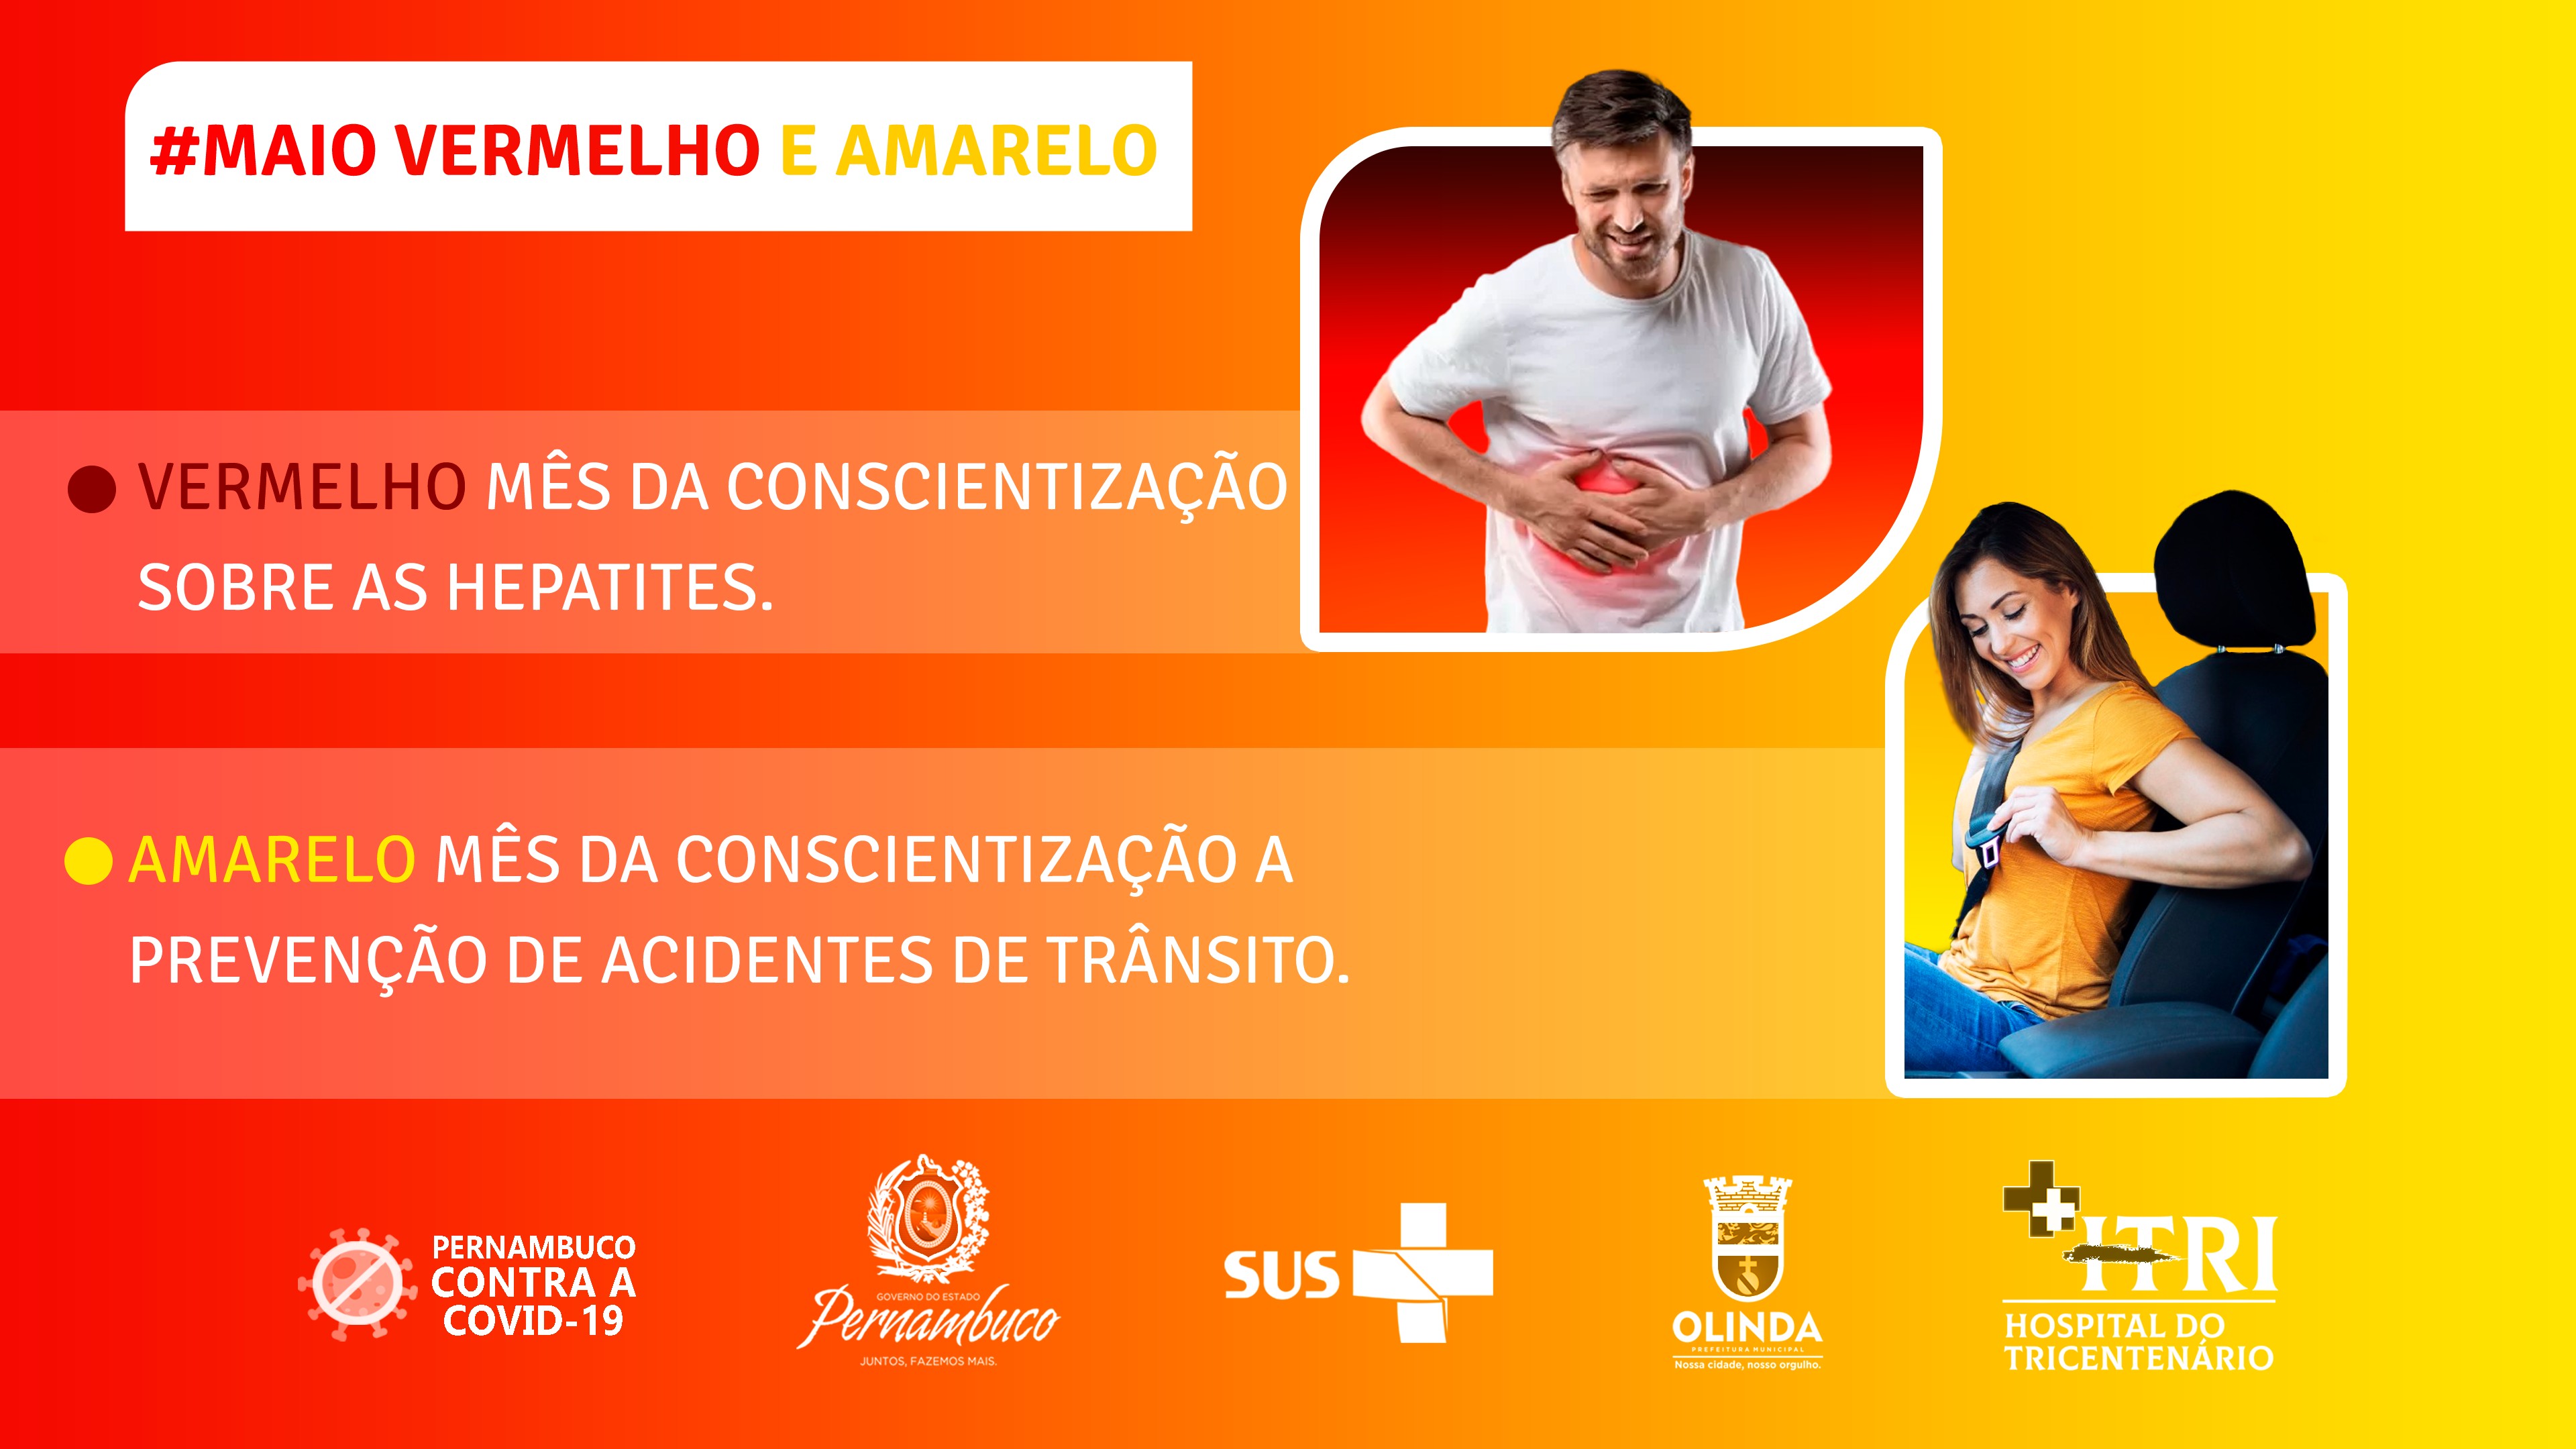 #MAIO VERMELHO E AMARELO
VERMELHO MÊS DA CONSCIENTIZAÇÃO
SOBRE AS HEPATITES.
AMARELO MÊS DA CONSCIENTIZAÇÃO A
PREVENÇÃO DE ACIDENTES DE TRÂNSITO.
PERNAMBUCO
CONTRA A
COVID-19
GOVERNO DO ESTADO
Pernambuco
JUNTOS, FAZEMOS MAIS.
SUS
OLINDA
PREFEITURA MUNICIPAL
Nossa cidade, nosso orgulho.
ITRI
HOSPITAL DO
TRICENTENÁRIO